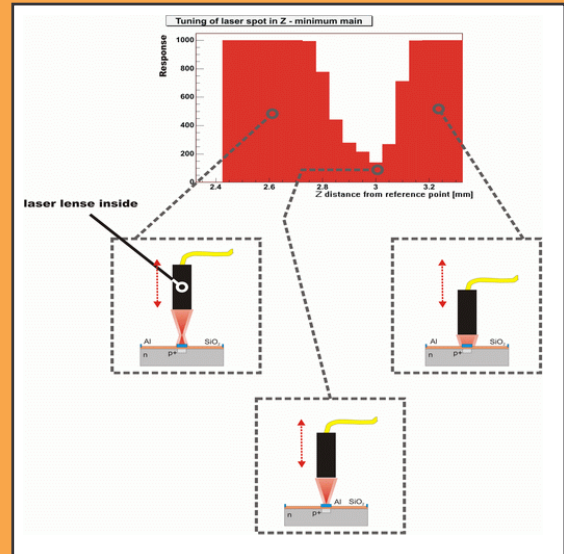 Tuning of laser spot in Z - minimum main
Response
1000
800
600
400
200
0
2.4 2.6 2.8 3.0 3.2
Z distance from reference point [mm]
laser lense inside
Al SiO₂
n p+
Al SiO₂
n p+
Al SiO₂
n p+